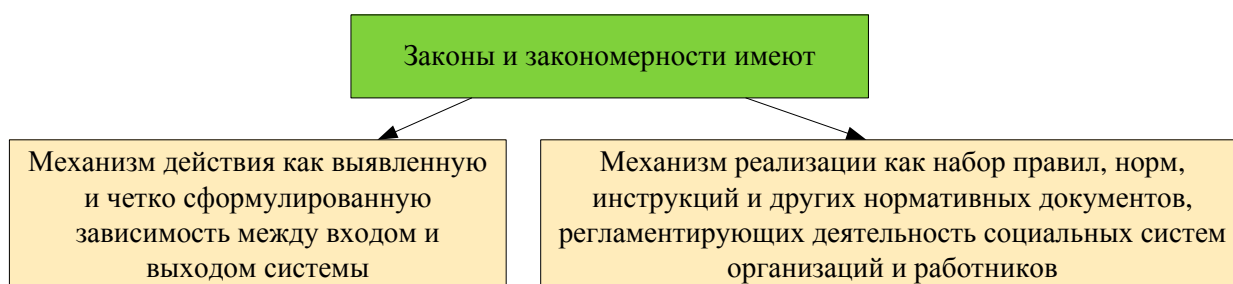 Законы и закономерности имеют
Механизм действия как выявленную
и четко сформулированную
зависимость между входом и
выходом системы
Механизм реализации как набор правил, норм,
инструкций и других нормативных документов,
регламентирующих деятельность социальных систем
организаций и работников